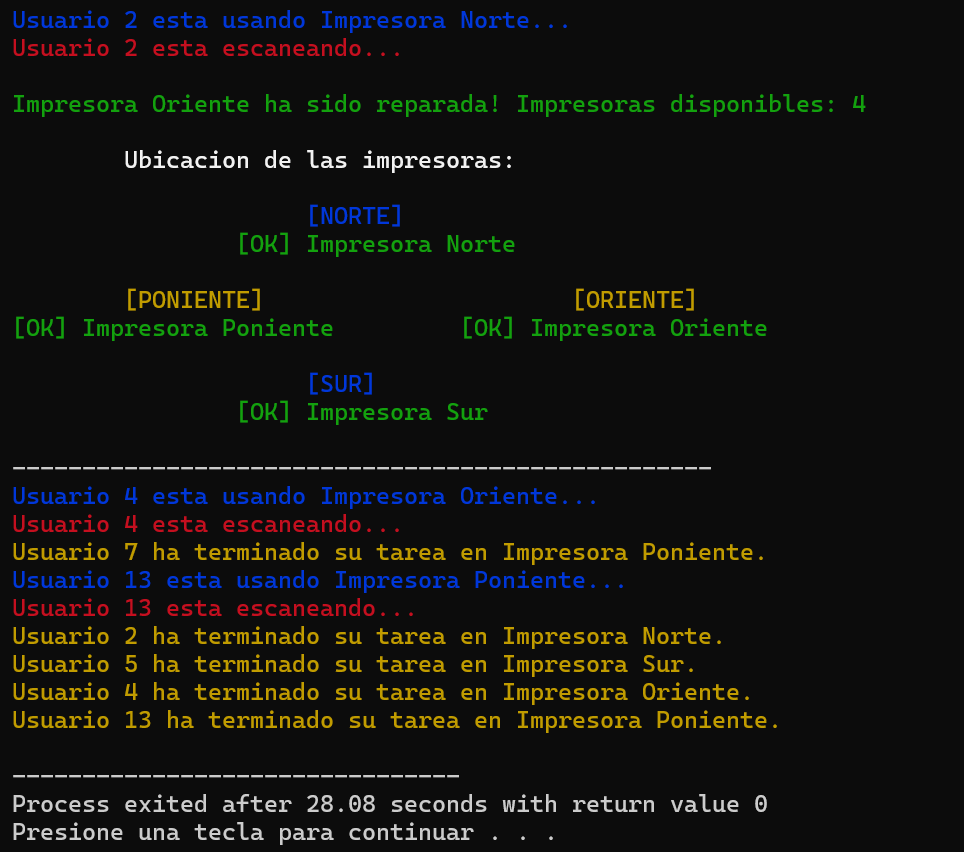 Usuario 2 esta usando Impresora Norte...
Usuario 2 esta escaneando...
Impresora Oriente ha sido reparada! Impresoras disponibles: 4
Ubicacion de las impresoras:
[NORTE]
[OK] Impresora Norte
[PONIENTE] [ORIENTE]
[OK] Impresora Poniente [OK] Impresora Oriente
[SUR]
[OK] Impresora Sur
--------------------------------------------------
Usuario 4 esta usando Impresora Oriente...
Usuario 4 esta escaneando...
Usuario 7 ha terminado su tarea en Impresora Poniente.
Usuario 13 esta usando Impresora Poniente...
Usuario 13 esta escaneando...
Usuario 2 ha terminado su tarea en Impresora Norte.
Usuario 5 ha terminado su tarea en Impresora Sur.
Usuario 4 ha terminado su tarea en Impresora Oriente.
Usuario 13 ha terminado su tarea en Impresora Poniente.
--------------------------------
Process exited after 28.08 seconds with return value 0
Presione una tecla para continuar . . .